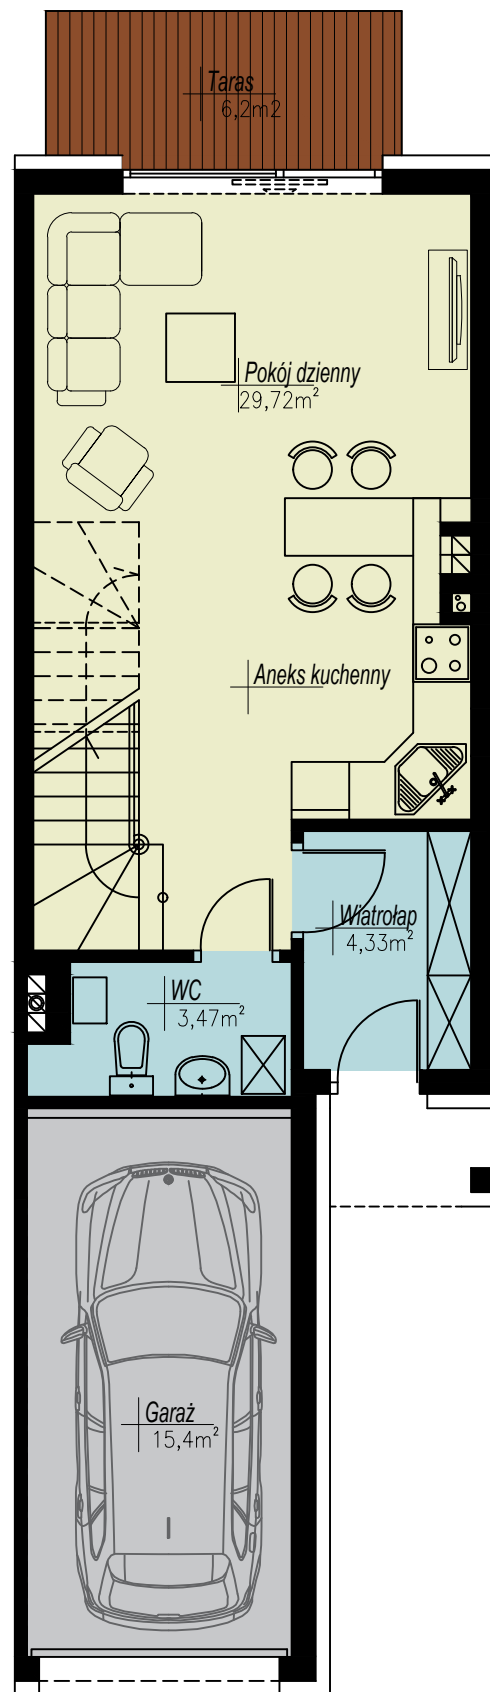 Taras
6,2m2
Pokój dzienny
29,72m²
Aneks kuchenny
Wiatrołap
4,33m²
WC
3,47m²
Garaż
15,4m²